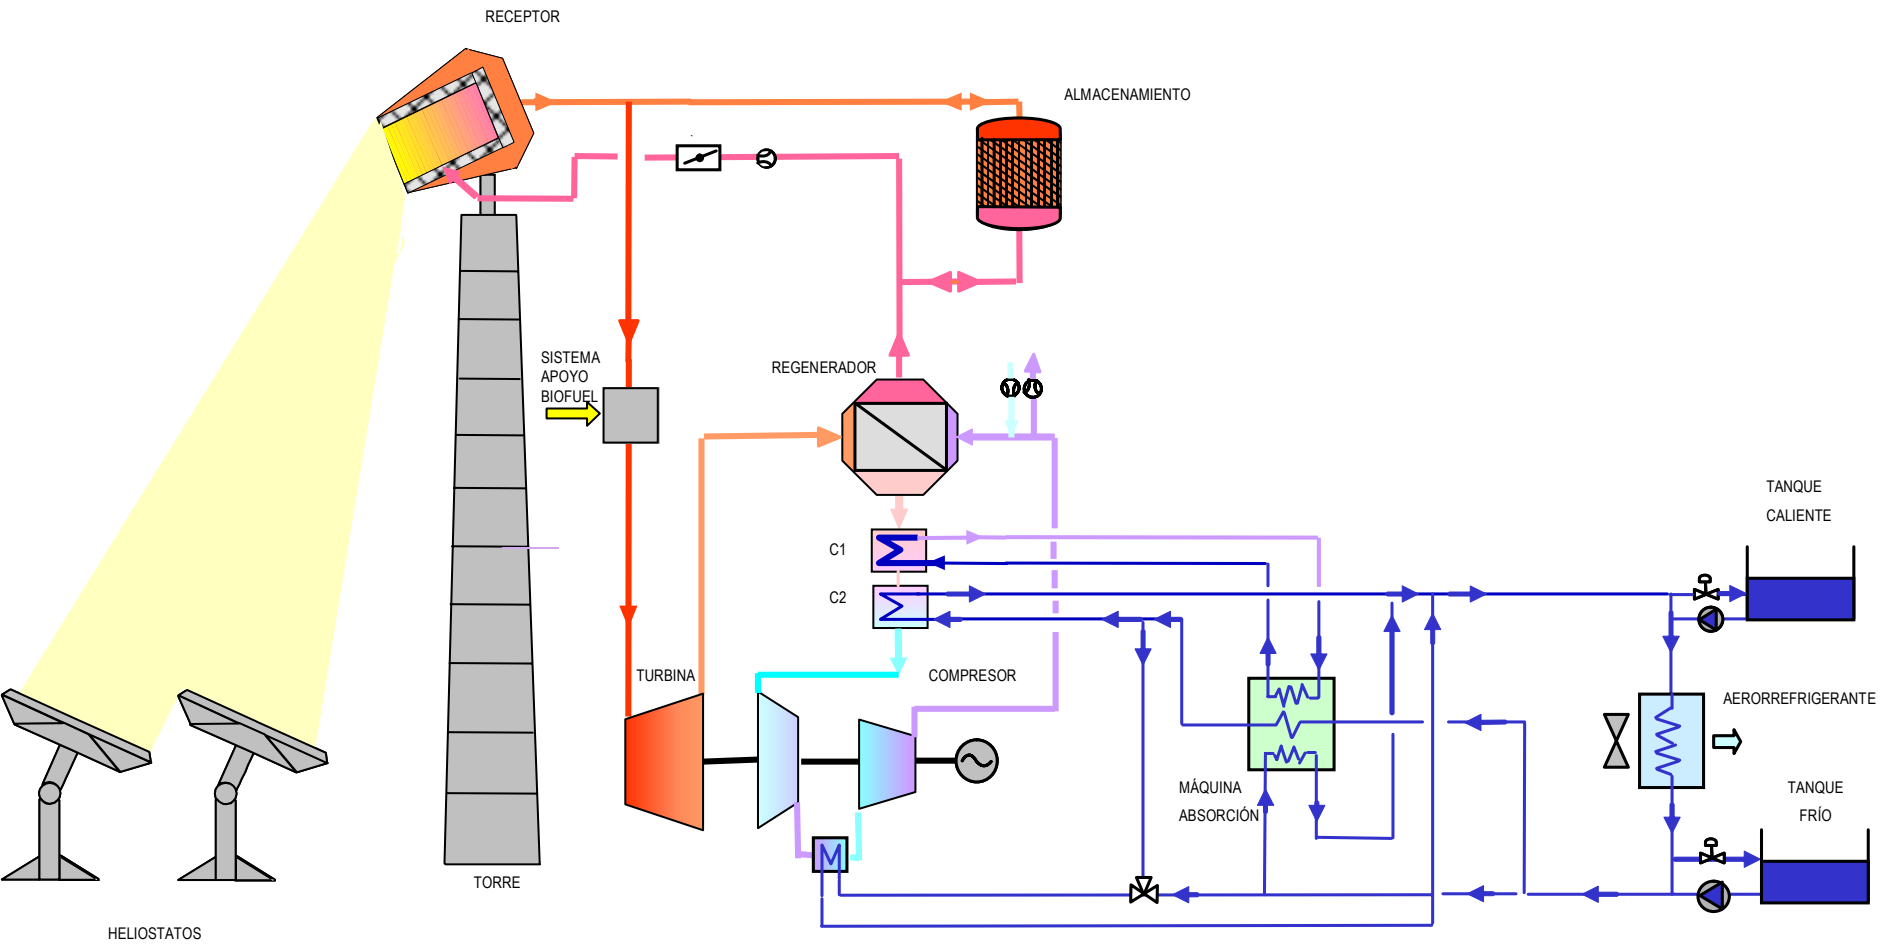 RECEPTOR
ALMACENAMIENTO
SISTEMA
APOYO
BIOFUEL
REGENERADOR
TANQUE
CALIENTE
C1
C2
TURBINA
COMPRESOR
AERORREFRIGERANTE
MÁQUINA
ABSORCIÓN
TANQUE
FRÍO
TORRE
HELIOSTATOS